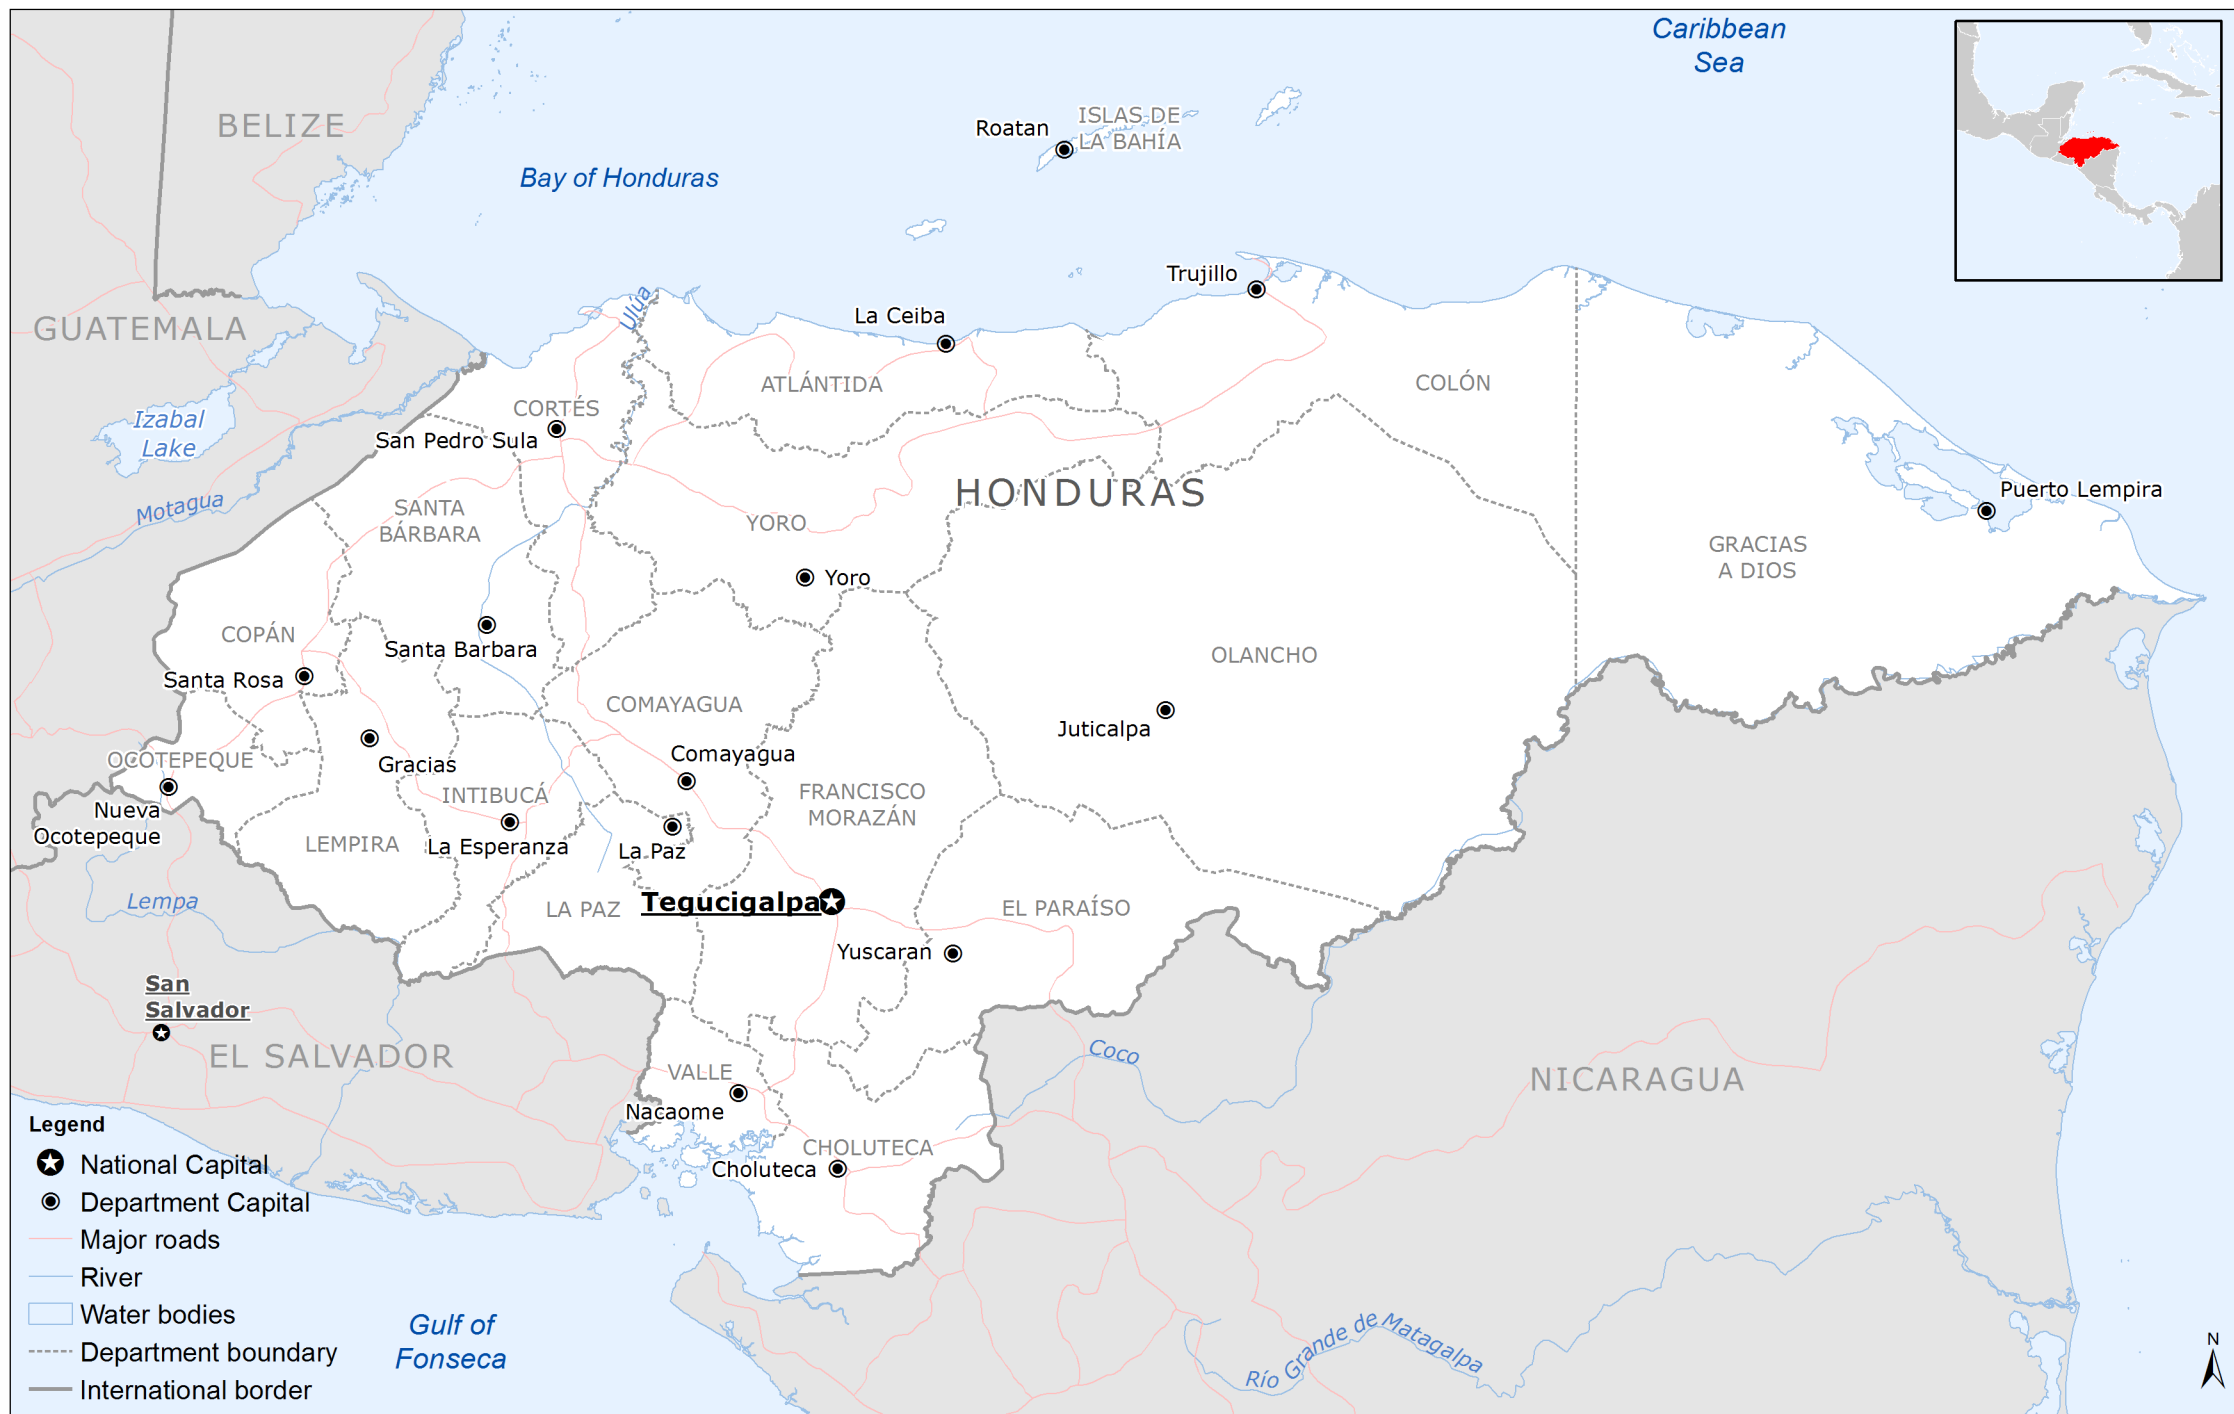 Caribbean
Sea
BELIZE
Roatan
ISLAS DE
LA BAHÍA
Bay of Honduras
Trujillo
Ulúa
La Ceiba
GUATEMALA
ATLÁNTIDA
COLÓN
CORTÉS
Izabal
Lake
San Pedro Sula
HONDURAS
Puerto Lempira
Motagua
SANTA
BÁRBARA
YORO
GRACIAS
A DIOS
Yoro
COPÁN
Santa Barbara
OLANCHO
Santa Rosa
COMAYAGUA
Juticalpa
OCOTEPEQUE
Gracias
Comayagua
INTIBUCÁ
FRANCISCO
MORAZÁN
Nueva
Ocotepeque
LEMPIRA
La Esperanza
La Paz
Lempa
LA PAZ
Tegucigalpa
EL PARAÍSO
Yuscaran
San
Salvador
EL SALVADOR
Coco
VALLE
NICARAGUA
Nacaome
CHOLUTECA
Choluteca
Legend
National Capital
Department Capital
Major roads
River
Water bodies
Department boundary
International border
Gulf of
Fonseca
Río Grande de Matagalpa
N